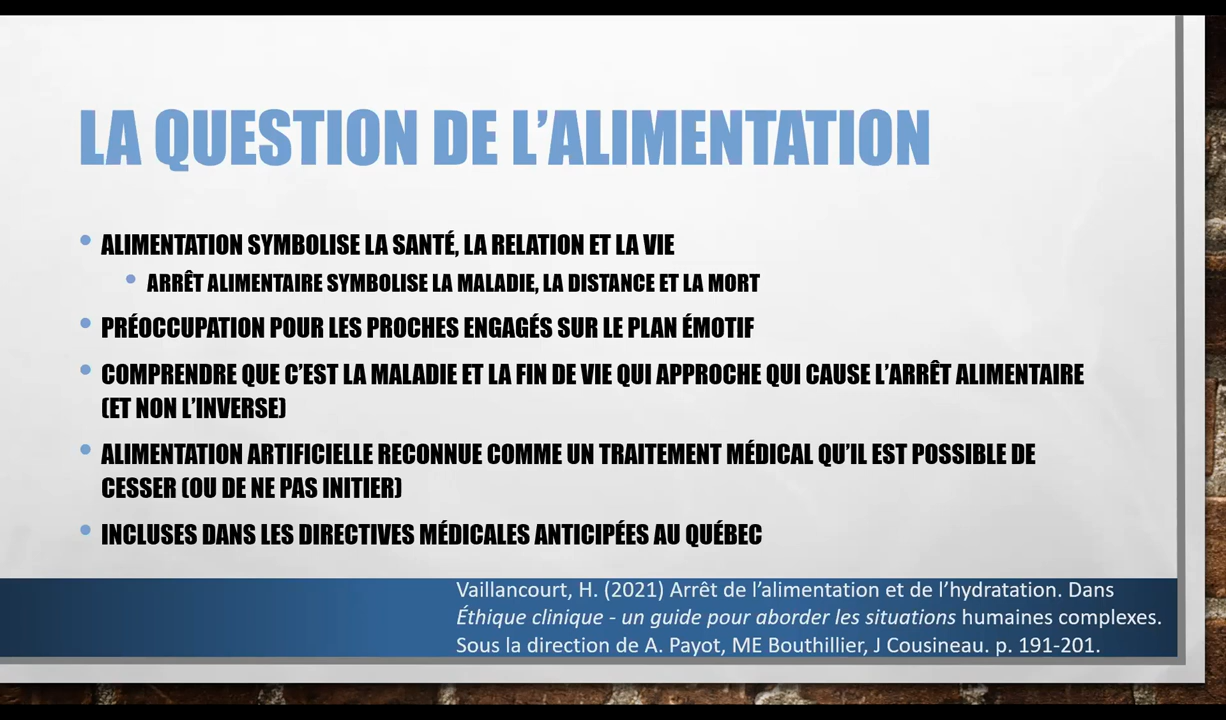 LA QUESTION DE L'ALIMENTATION
• ALIMENTATION SYMBOLISE LA SANTÉ, LA RELATION ET LA VIE
• ARRÊT ALIMENTAIRE SYMBOLISE LA MALADIE, LA DISTANCE ET LA MORT
• PRÉOCCUPATION POUR LES PROCHES ENGAGÉS SUR LE PLAN ÉMOTIF
• COMPRENDRE QUE C'EST LA MALADIE ET LA FIN DE VIE QUI APPROCHE QUI CAUSE L'ARRÊT ALIMENTAIRE
(ET NON L'INVERSE)
• ALIMENTATION ARTIFICIELLE RECONNUE COMME UN TRAITEMENT MÉDICAL QU'IL EST POSSIBLE DE
CESSER (OU DE NE PAS INITIER)
• INCLUSES DANS LES DIRECTIVES MÉDICALES ANTICIPÉES AU QUÉBEC
Vaillancourt, H. (2021) Arrêt de l'alimentation et de l'hydratation. Dans
Éthique clinique - un guide pour aborder les situations humaines complexes.
Sous la direction de A. Payot, ME Bouthillier, J Cousineau. p. 191-201.